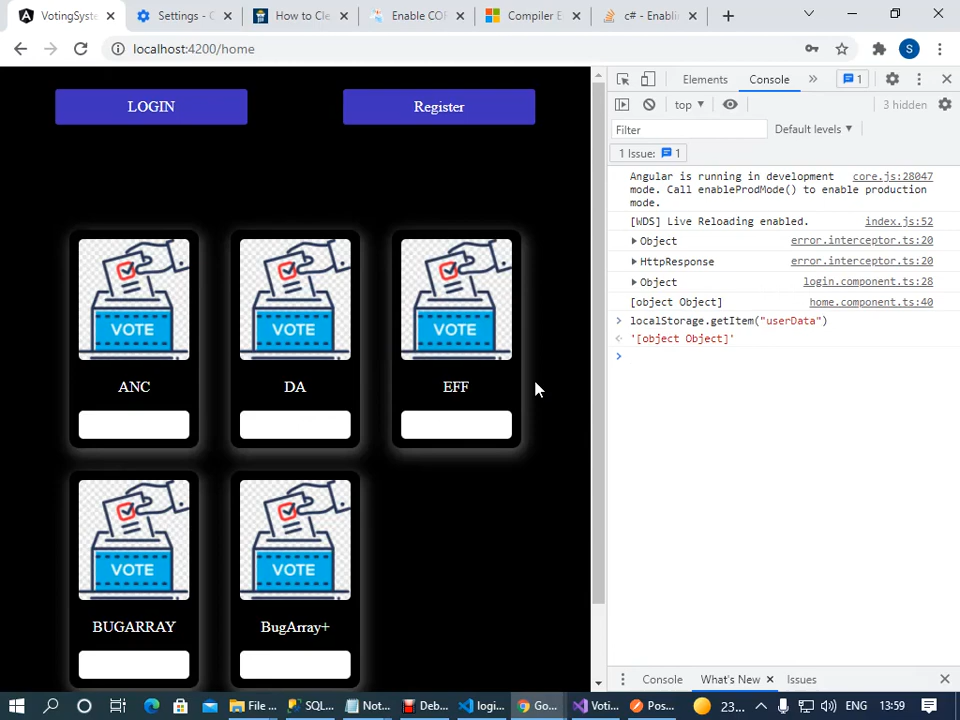 VotingSyste
Settings - C
How to Cle
Enable COF
Compiler E
c# - Enablin
localhost:4200/home
S
LOGIN
Register
VOTE
ANC
VOTE
DA
VOTE
EFF
VOTE
BUGARRAY
VOTE
BugArray+
Elements
Console
1
top
3 hidden
Filter
Default levels
1 Issue:
1
Angular is running in development core.js:28047
mode. Call enableProdMode() to enable production
mode.
[WDS] Live Reloading enabled. index.js:52
Object error.interceptor.ts:20
HttpResponse error.interceptor.ts:20
Object login.component.ts:28
[object Object] home.component.ts:40
localStorage.getItem("userData")
'[object Object]'
Console
What's New
Issues
File ...
SQL...
Not...
Deb...
logi...
Go...
Voti...
Pos...
23...
ENG
13:59